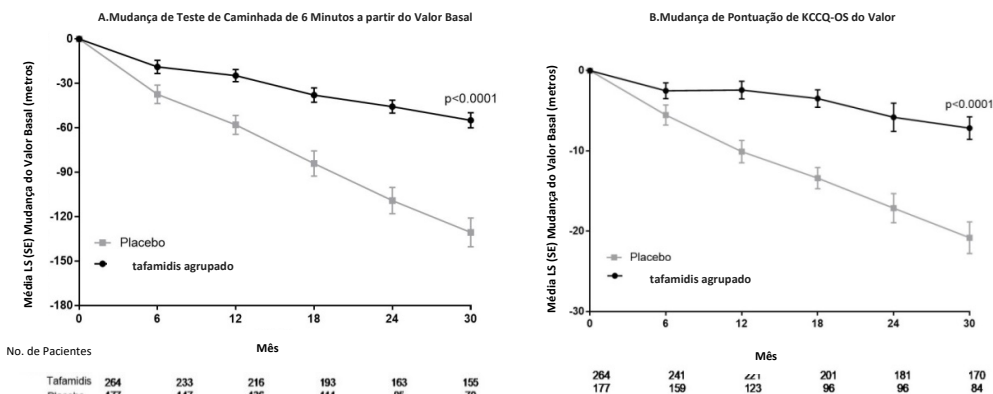 A.Mudança de Teste de Caminhada de 6 Minutos a partir do Valor Basal
Média LS (SE) Mudança do Valor Basal (metros)
0
-30
-60
-90
-120
-150
-180
p<0.0001
Placebo
tafamidis agrupado
0 6 12 18 24 30
Mês
No. de Pacientes
Tafamidis 264 233 216 193 163 155
B.Mudança de Pontuação de KCCQ-OS do Valor
Média LS (SE) Mudança do Valor Basal (metros)
0
-10
-20
-30
p<0.0001
Placebo
tafamidis agrupado
0 6 12 18 24 30
Mês
264 241 221 201 181 170
177 159 123 96 96 84